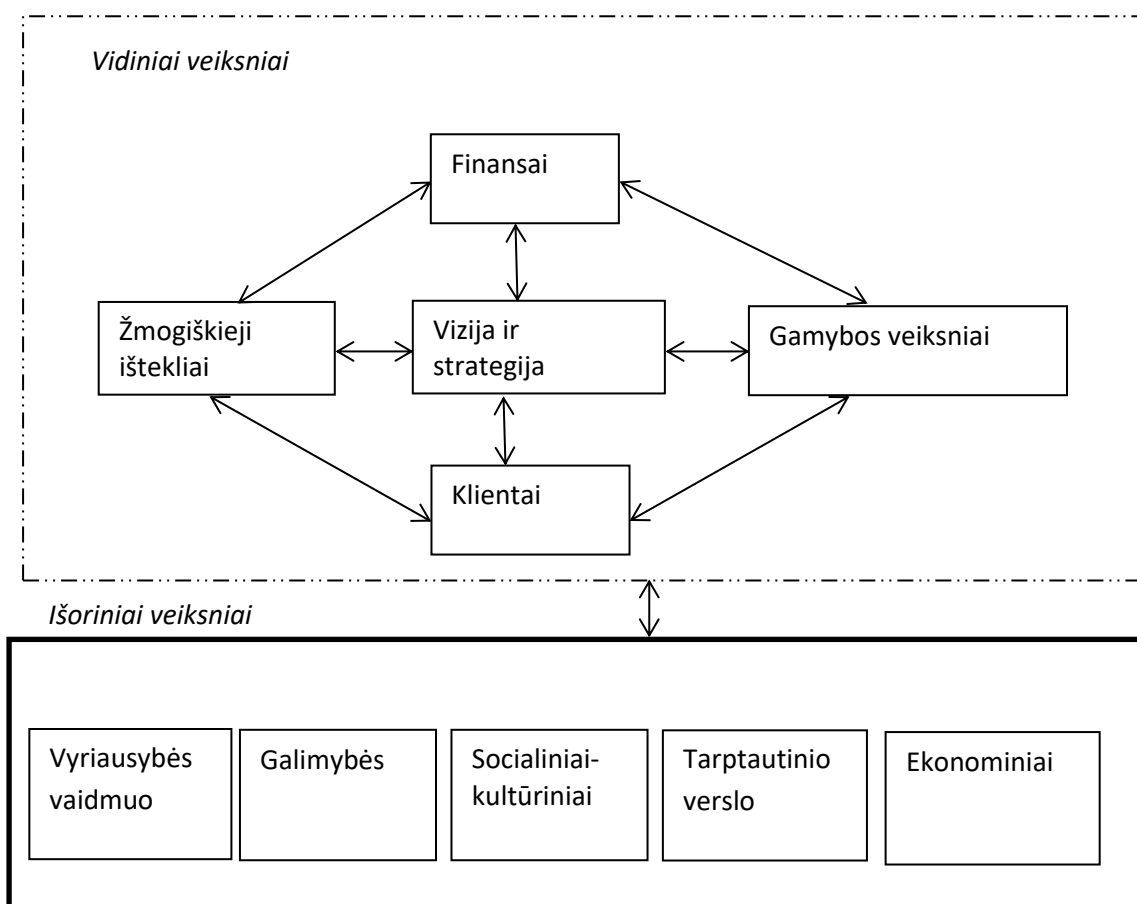 Vidiniai veiksniai
Finansai
Žmogiškieji
ištekliai
Vizija ir
strategija
Gamybos veiksniai
Klientai
Išoriniai veiksniai
Vyriausybės
vaidmuo
Galimybės
Socialiniai-
kultūriniai
Tarptautinio
verslo
Ekonominiai